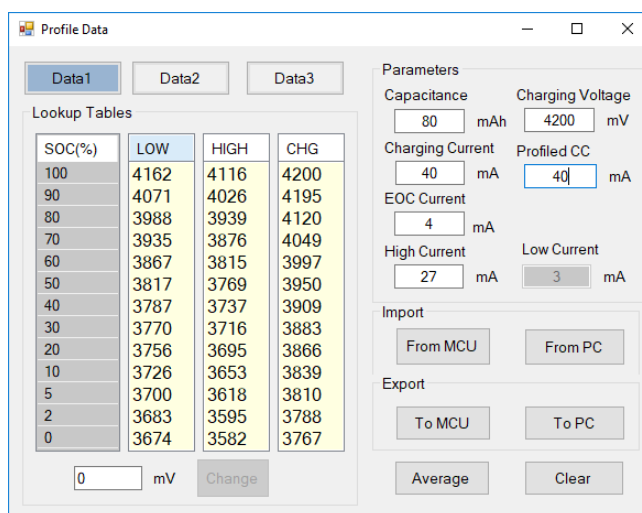 Profile Data
Data1 Data2 Data3
Lookup Tables
SOC(%) LOW HIGH CHG
100 4162 4116 4200
90 4071 4026 4195
80 3988 3939 4120
70 3935 3876 4049
60 3867 3815 3997
50 3817 3769 3950
40 3787 3737 3909
30 3770 3716 3883
20 3756 3695 3866
10 3726 3653 3839
5 3700 3618 3810
2 3683 3595 3788
0 3674 3582 3767
0 mV Change
Parameters
Capacitance Charging Voltage
80 mAh 4200 mV
Charging Current Profiled CC
40 mA 40 mA
EOC Current
4 mA
High Current Low Current
27 mA 3 mA
Import
From MCU From PC
Export
To MCU To PC
Average Clear